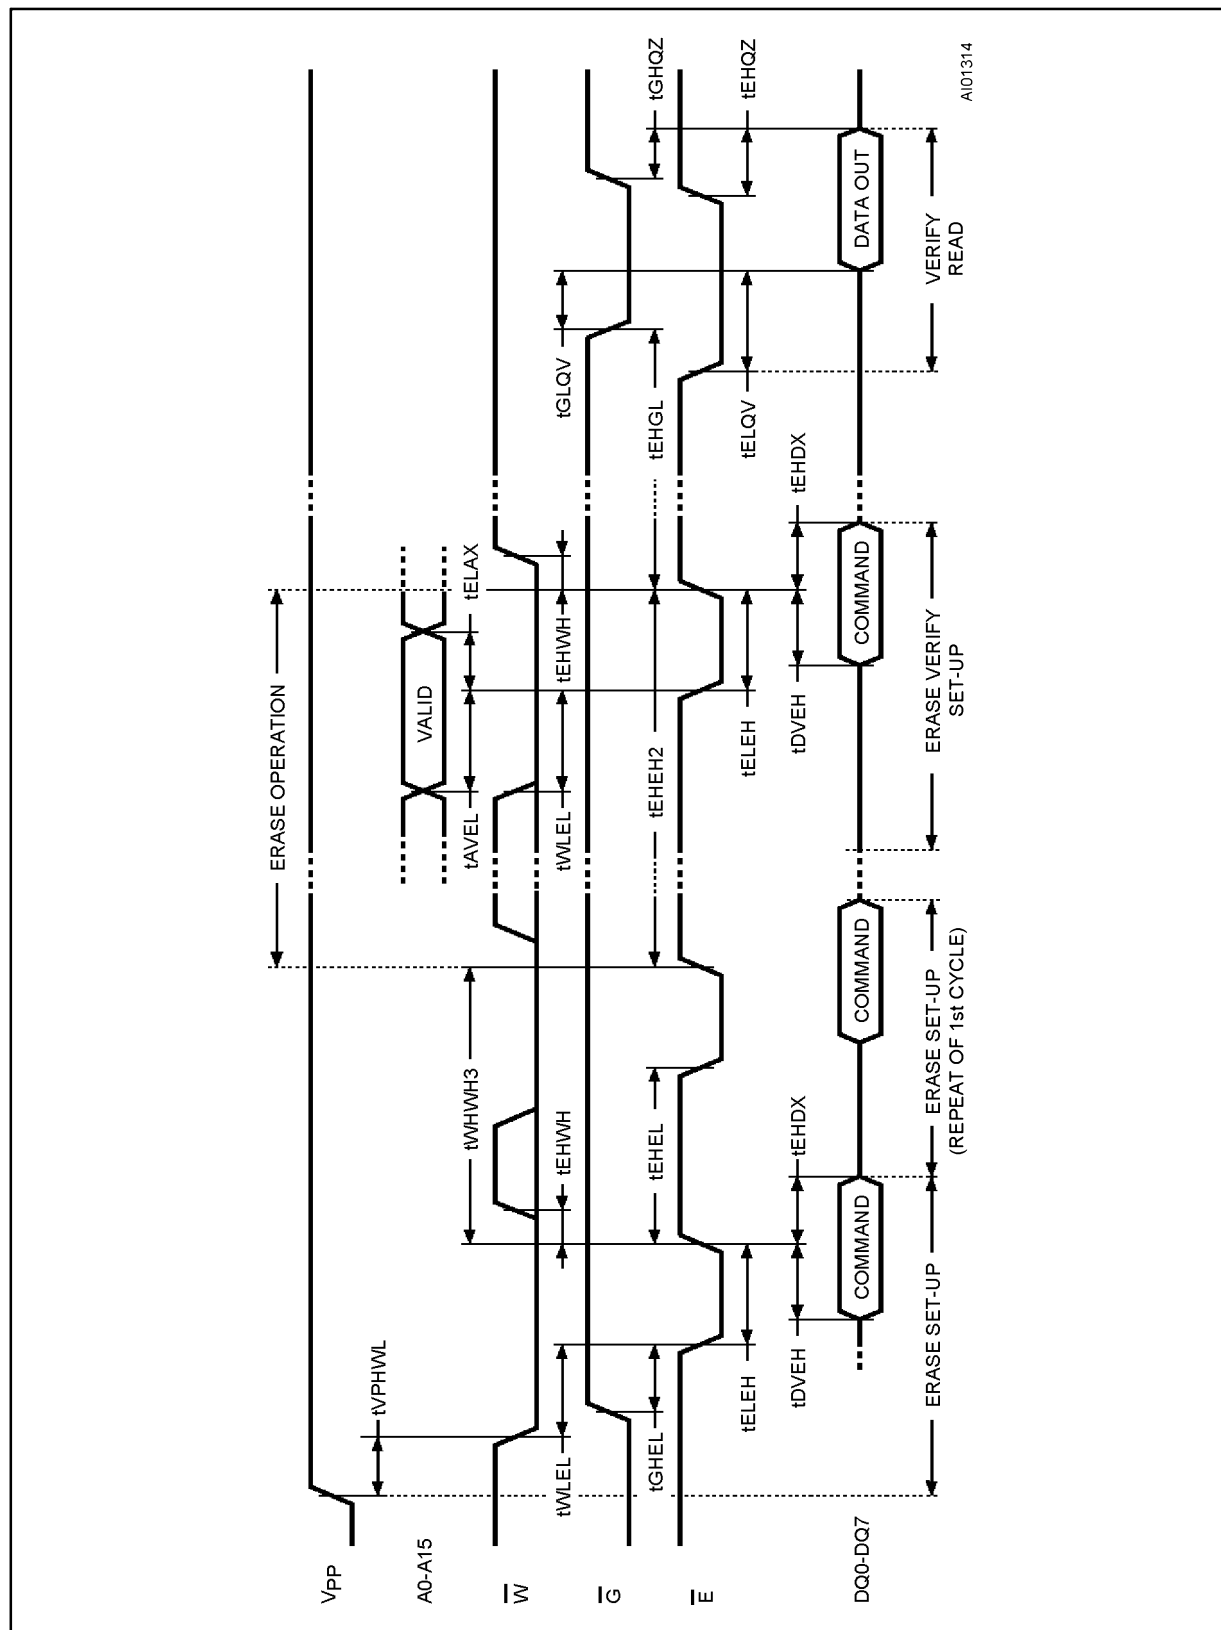 VPP
A0-A15
W
G
E
DQ0-DQ7
tVPHWL
ERASE OPERATION
VALID
tWHWH3
tAVEL
tELAX
tWLEL
tEHWH
tWLEL
tEHWH
tGLQV
tGHEL
tEHEL
tEHEH2
tEHGL
tGHQZ
tELEH
tELEH
tELQV
tEHQZ
tDVEH
tEHDX
tDVEH
tEHDX
COMMAND
COMMAND
COMMAND
DATA OUT
ERASE SET-UP
ERASE SET-UP
(REPEAT OF 1st CYCLE)
ERASE VERIFY
SET-UP
VERIFY
READ
AI01314